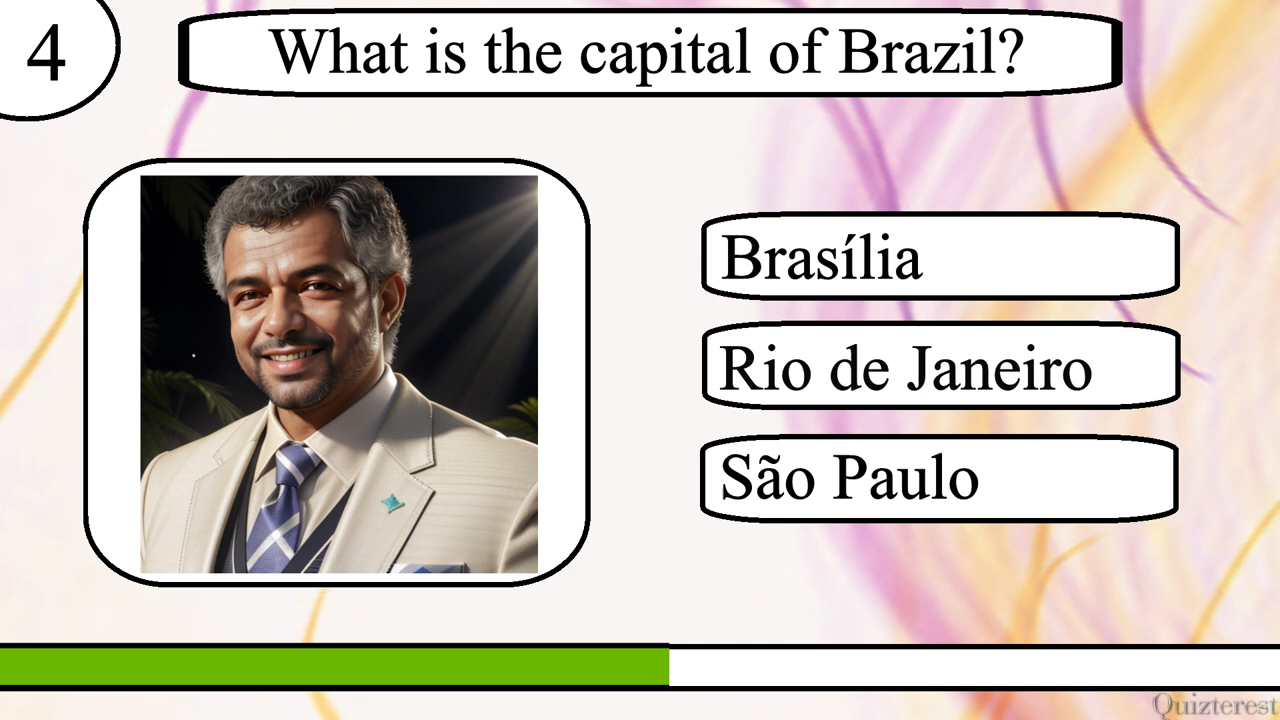 4
What is the capital of Brazil?
Brasília
Rio de Janeiro
São Paulo
Quizterest